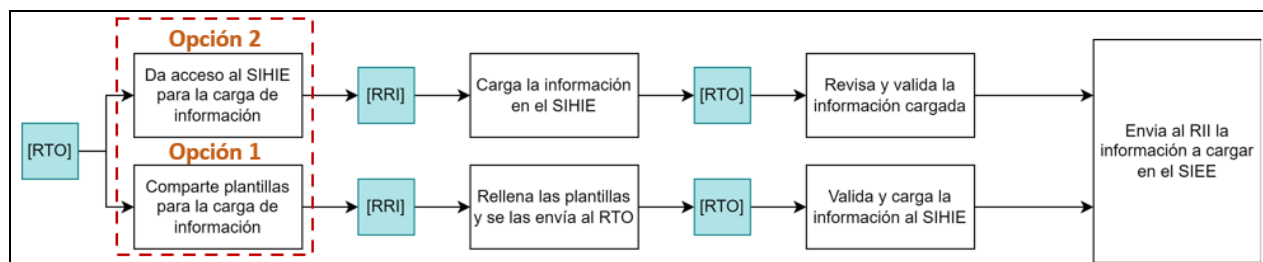 Opción 2
Da acceso al SIHIE
para la carga de
información
[RRI]
Carga la información
en el SIHIE
[RTO]
Revisa y valida la
información cargada
[RTO]
Opción 1
Comparte plantillas
para la carga de
información
[RRI]
Rellena las plantillas
y se las envía al RTO
[RTO]
Valida y carga la
información al SIHIE
Envia al RII la
información a cargar
en el SIEE